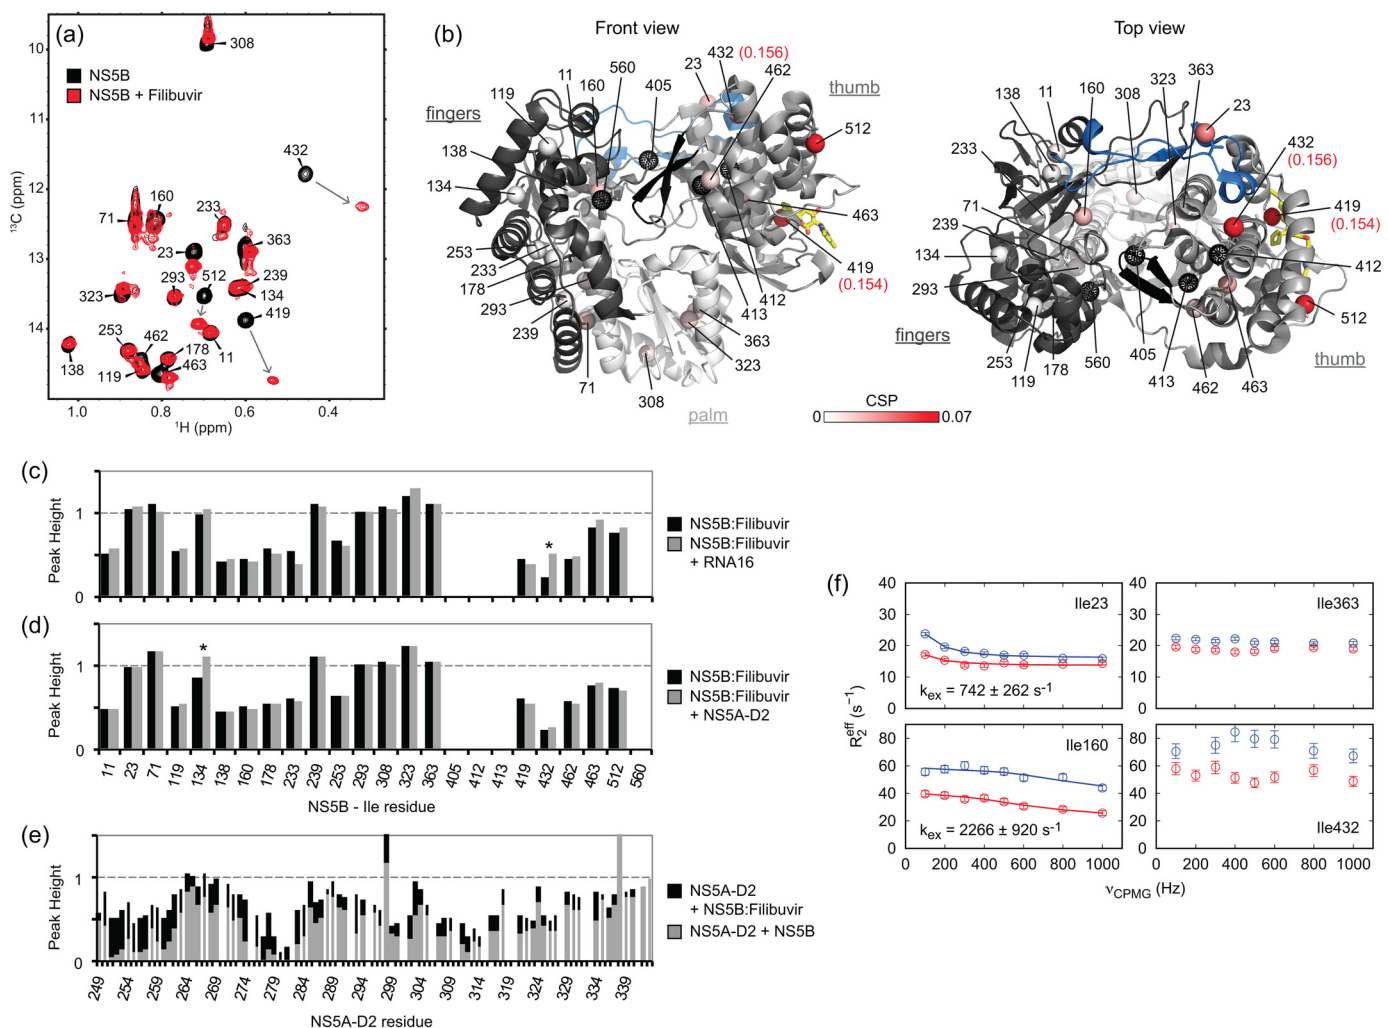 (a)
NS5B
NS5B + Filibuvir
308
432
160
71
233
23
363
293
512
239
134
323
419
253
462
138
119
178
463
11
10
11
12
13
14
1.0
0.8
0.6
0.4
¹³C (ppm)
¹H (ppm)
(b)
Front view
Top view
fingers
thumb
palm
119
11
160
560
405
23
432 (0.156)
462
512
138
134
253
233
178
293
239
71
308
463
419
(0.154)
412
413
363
323
CSP
0
0.07
138
11
160
308
323
363
23
432
(0.156)
419
(0.154)
412
512
233
71
239
134
293
fingers
253
119
178
560
405
413
462
463
thumb
(c)
Peak Height
1
0
*
NS5B:Filibuvir
NS5B:Filibuvir
+ RNA16
(d)
Peak Height
1
0
*
NS5B:Filibuvir
NS5B:Filibuvir
+ NS5A-D2
11 23 71 119 134 138 160 178 233 239 253 293 308 323 363 405 412 413 419 432 462 463 512 560
NS5B - Ile residue
(e)
Peak Height
1
0
NS5A-D2
+ NS5B:Filibuvir
NS5A-D2 + NS5B
249 254 259 264 269 274 279 284 289 294 299 304 309 314 319 324 329 334 339
NS5A-D2 residue
(f)
40
30
20
10
0
Ile23
kex = 742 ± 262 s⁻¹
40
30
20
10
0
Ile363
80
60
40
20
0
Ile160
kex = 2266 ± 920 s⁻¹
80
60
40
20
0
Ile432
R₂eff (s⁻¹)
0 200 400 600 800 1000
0 200 400 600 800 1000
νCPMG (Hz)